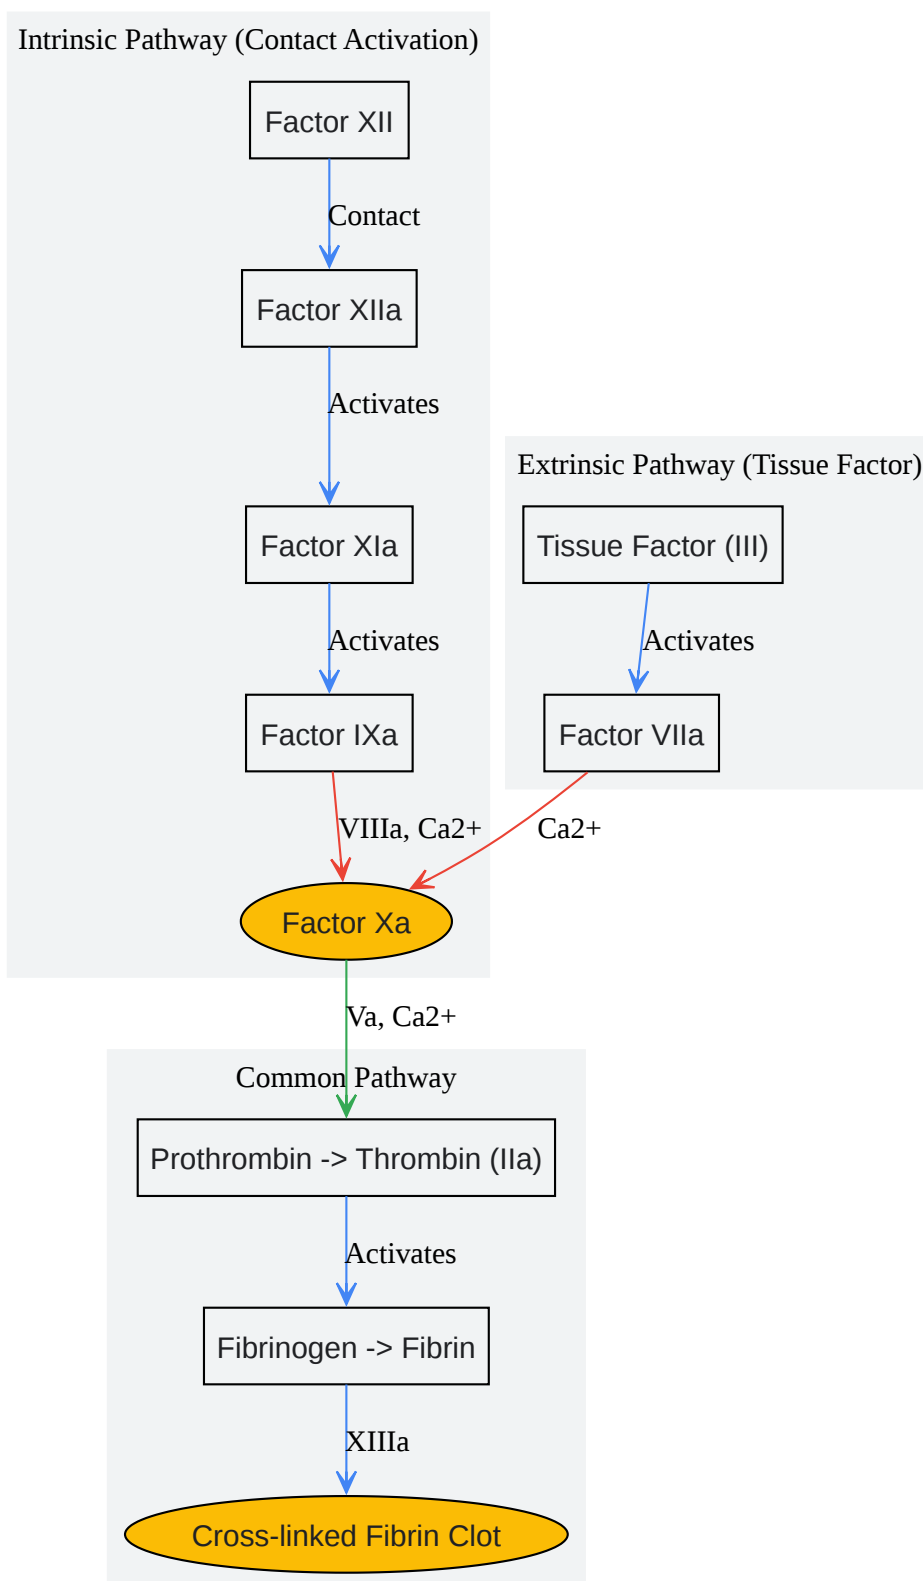 Intrinsic Pathway (Contact Activation)
Factor XII
Contact
Factor XIIa
Activates
Factor XIa
Activates
Factor IXa
VIIIa, Ca2+
Extrinsic Pathway (Tissue Factor)
Tissue Factor (III)
Activates
Factor VIIa
Ca2+
Factor Xa
Va, Ca2+
Common Pathway
Prothrombin -> Thrombin (IIa)
Activates
Fibrinogen -> Fibrin
XIIIa
Cross-linked Fibrin Clot